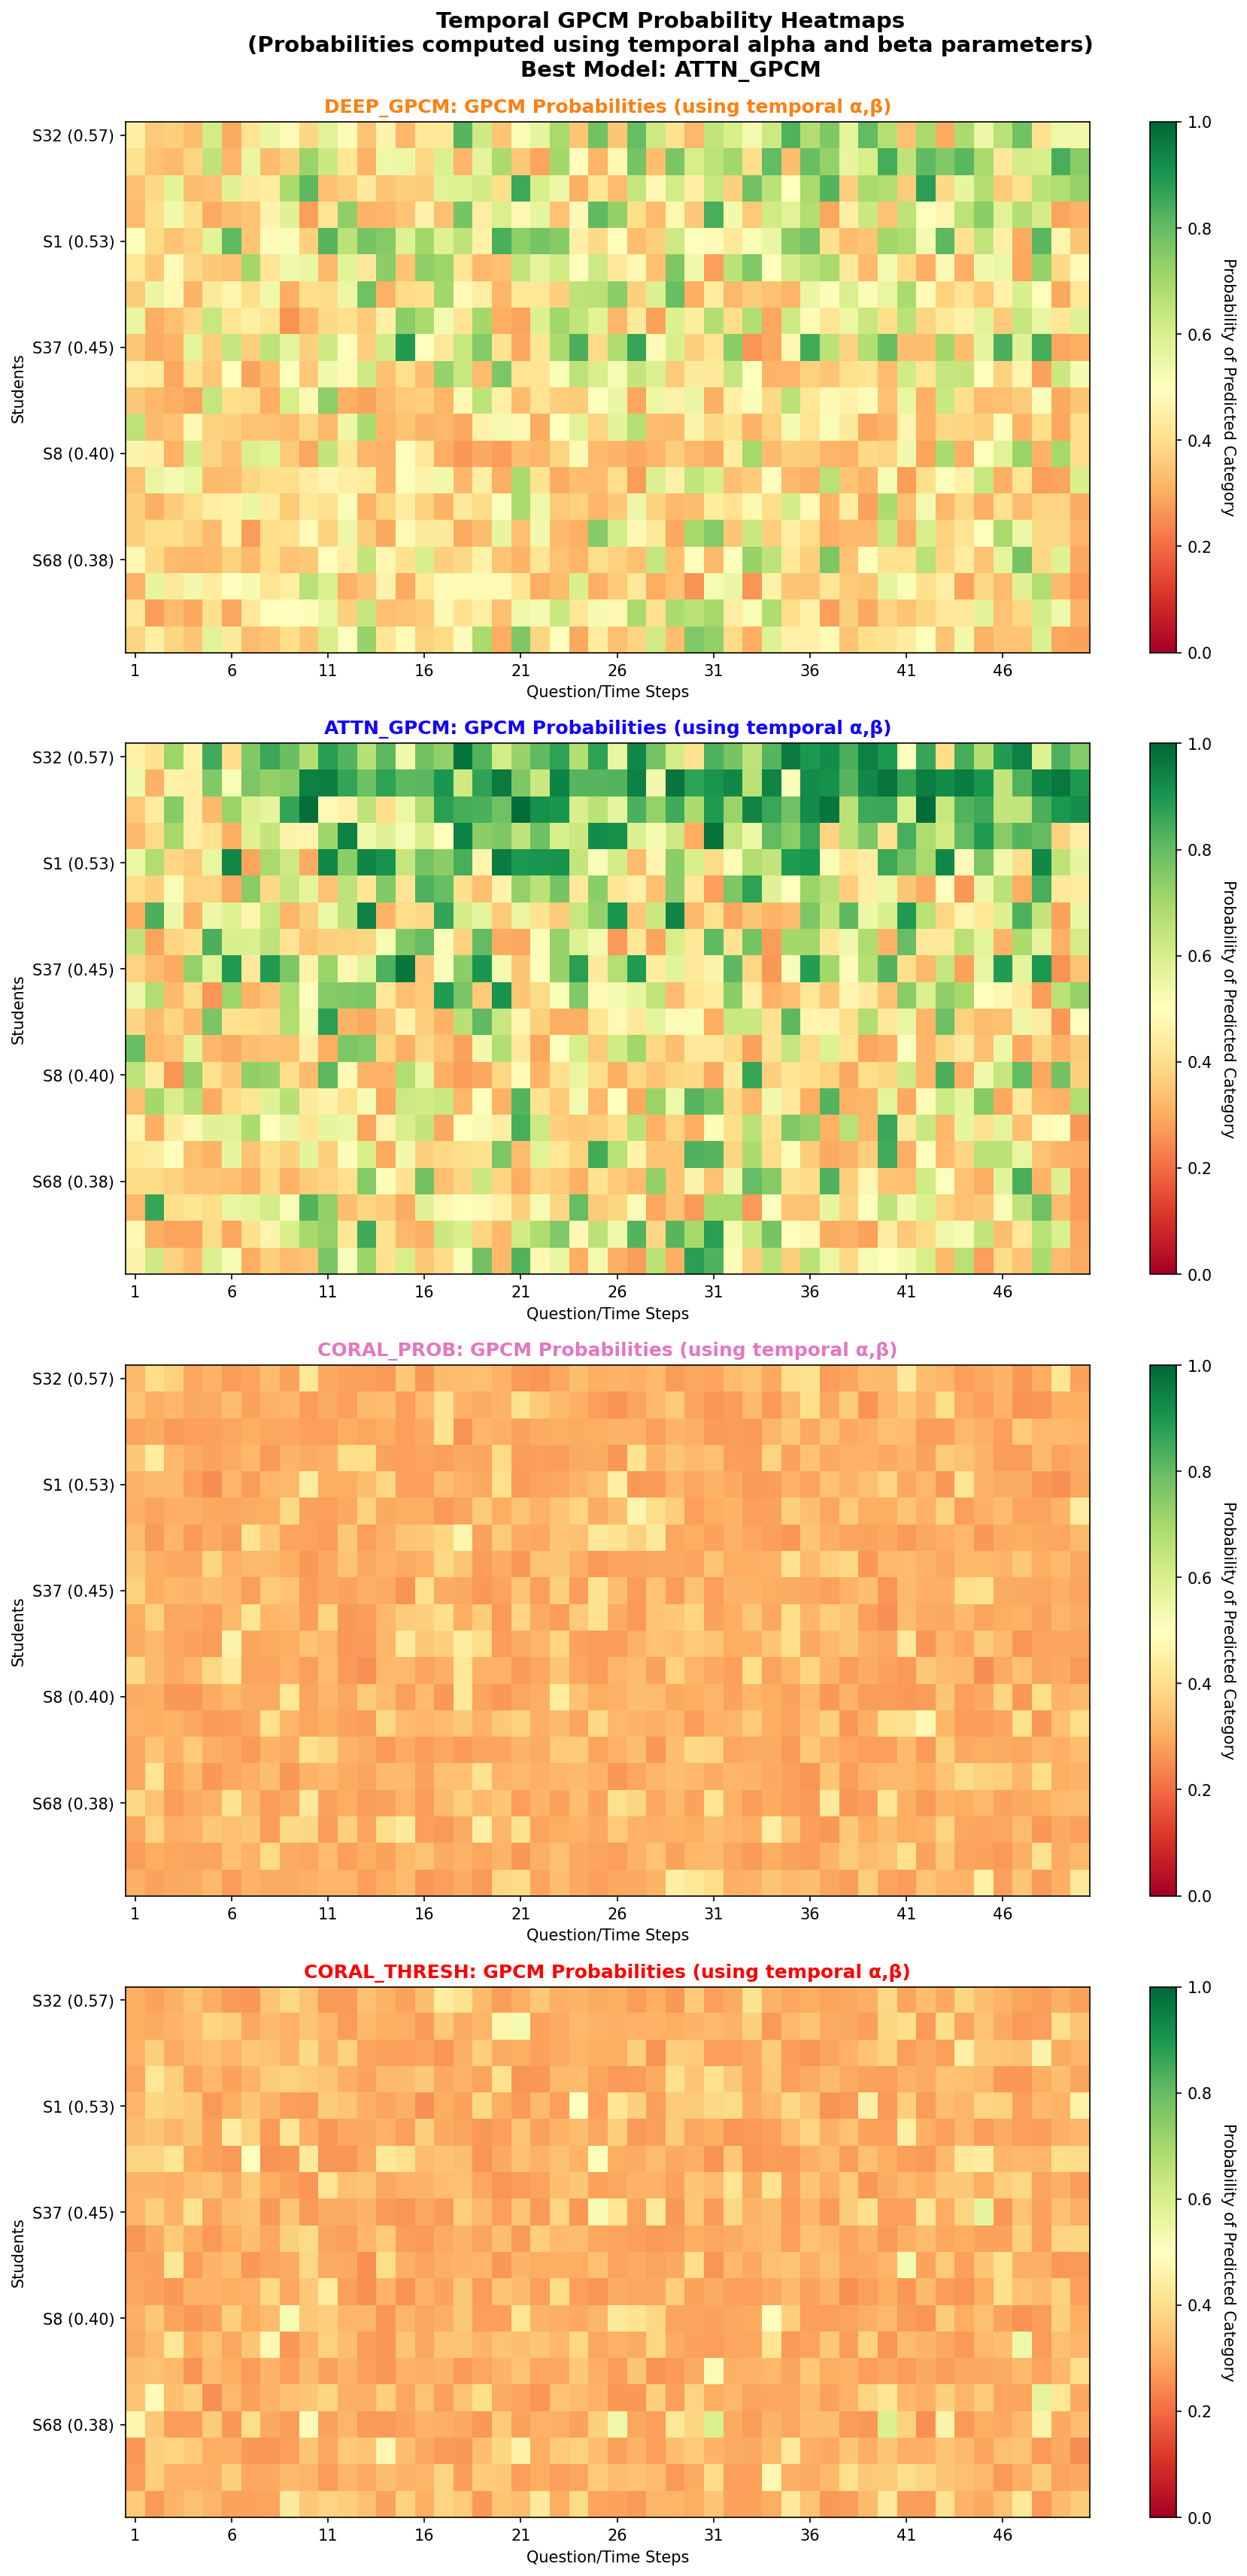 Temporal GPCM Probability Heatmaps
(Probabilities computed using temporal alpha and beta parameters)
Best Model: ATTN_GPCM
DEEP_GPCM: GPCM Probabilities (using temporal α,β)
S32 (0.57)
S1 (0.53)
S37 (0.45)
S8 (0.40)
S68 (0.38)
Students
1 6 11 16 21 26 31 36 41 46
Question/Time Steps
1.0
0.8
0.6
0.4
0.2
0.0
Probability of Predicted Category
ATTN_GPCM: GPCM Probabilities (using temporal α,β)
S32 (0.57)
S1 (0.53)
S37 (0.45)
S8 (0.40)
S68 (0.38)
Students
1 6 11 16 21 26 31 36 41 46
Question/Time Steps
1.0
0.8
0.6
0.4
0.2
0.0
Probability of Predicted Category
CORAL_PROB: GPCM Probabilities (using temporal α,β)
S32 (0.57)
S1 (0.53)
S37 (0.45)
S8 (0.40)
S68 (0.38)
Students
1 6 11 16 21 26 31 36 41 46
Question/Time Steps
1.0
0.8
0.6
0.4
0.2
0.0
Probability of Predicted Category
CORAL_THRESH: GPCM Probabilities (using temporal α,β)
S32 (0.57)
S1 (0.53)
S37 (0.45)
S8 (0.40)
S68 (0.38)
Students
1 6 11 16 21 26 31 36 41 46
Question/Time Steps
1.0
0.8
0.6
0.4
0.2
0.0
Probability of Predicted Category